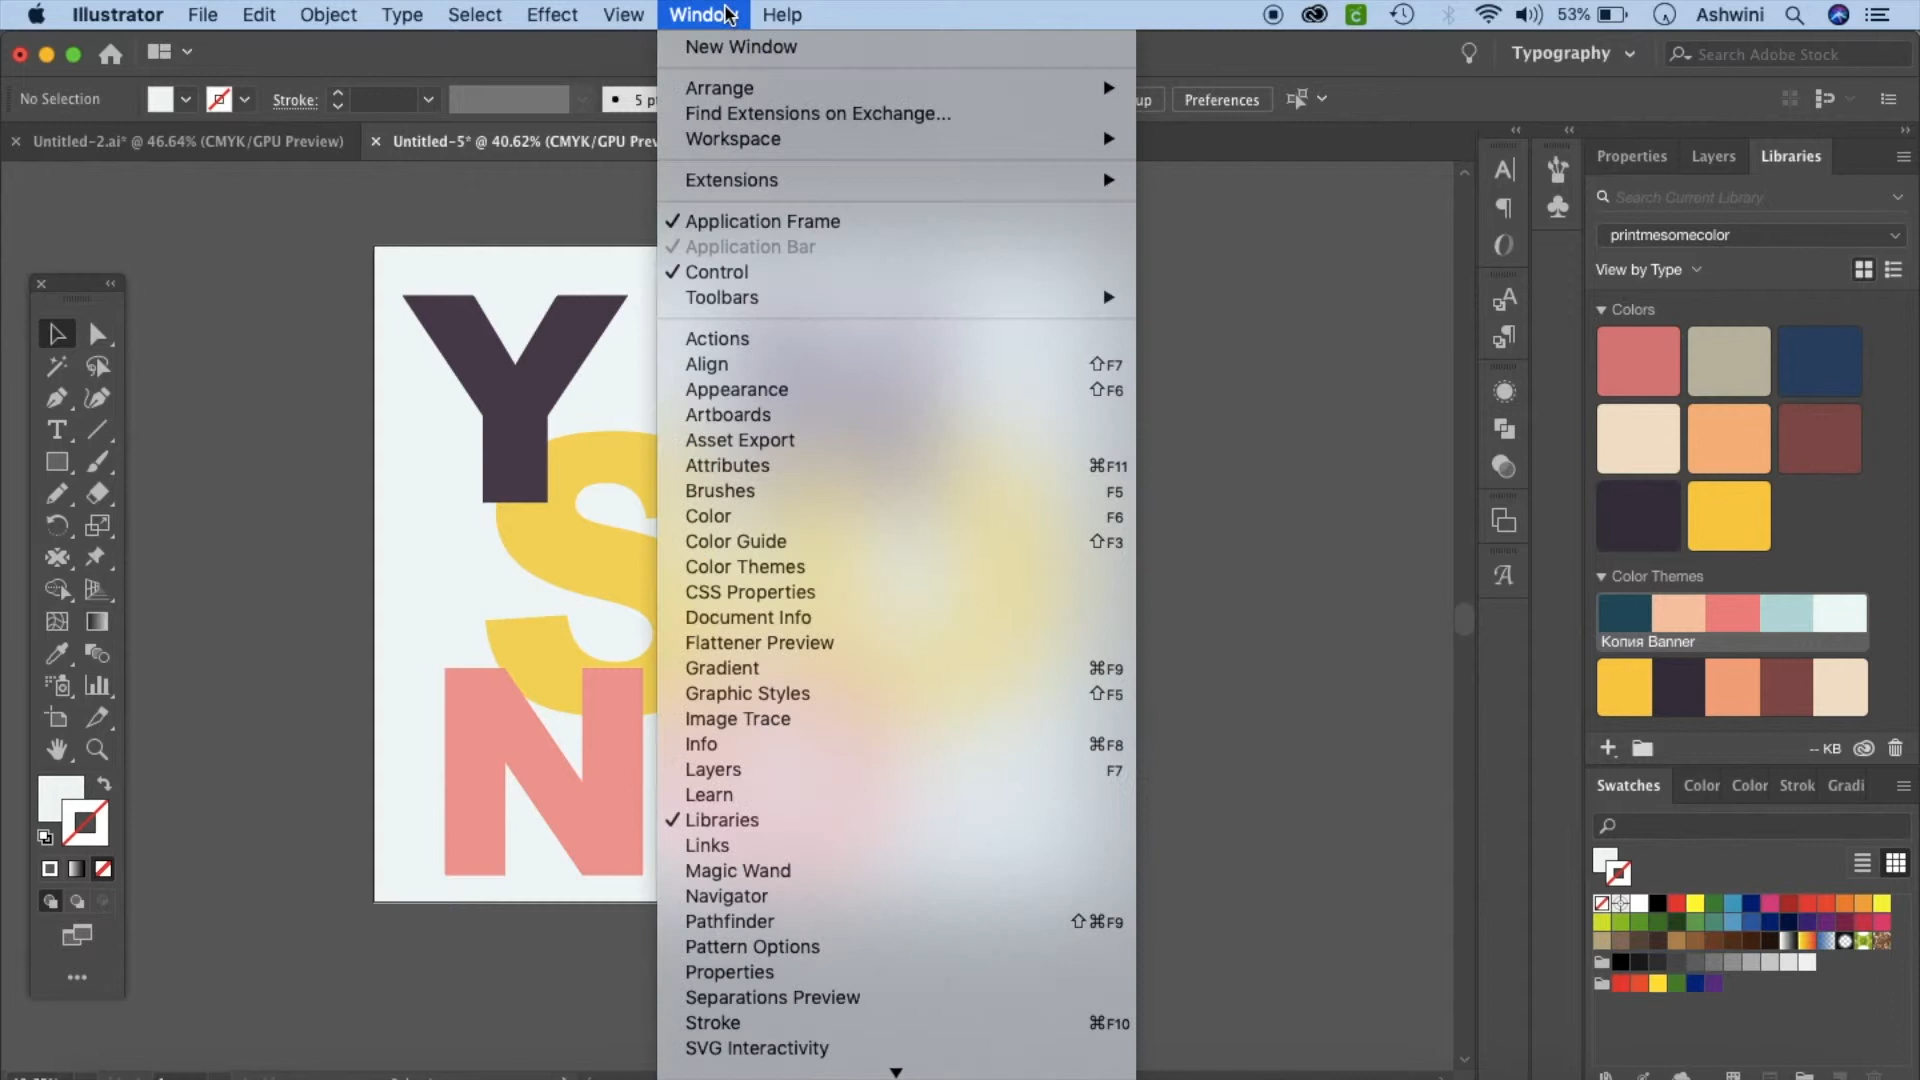 Illustrator File Edit Object Type Select Effect View Window Help 53% Ashwini
Typography Search Adobe Stock
No Selection Stroke: 5 pt up Preferences
Untitled-2.ai* @ 46.64% (CMYK/GPU Preview) Untitled-5* @ 40.62% (CMYK/GPU Prev
New Window
Arrange
Find Extensions on Exchange...
Workspace
Extensions
Application Frame
Application Bar
Control
Toolbars
Actions
Align ⇧F7
Appearance ⇧F6
Artboards
Asset Export
Attributes ⌘F11
Brushes F5
Color F6
Color Guide ⇧F3
Color Themes
CSS Properties
Document Info
Flattener Preview
Gradient ⌘F9
Graphic Styles ⇧F5
Image Trace
Info ⌘F8
Layers F7
Learn
Libraries
Links
Magic Wand
Navigator
Pathfinder ⇧⌘F9
Pattern Options
Properties
Separations Preview
Stroke ⌘F10
SVG Interactivity
Y
S
N
Properties Layers Libraries
Search Current Library
printmesomecolor
View by Type
Colors
Color Themes
Копия Banner
-- KB
Swatches Color Color Strok Gradi